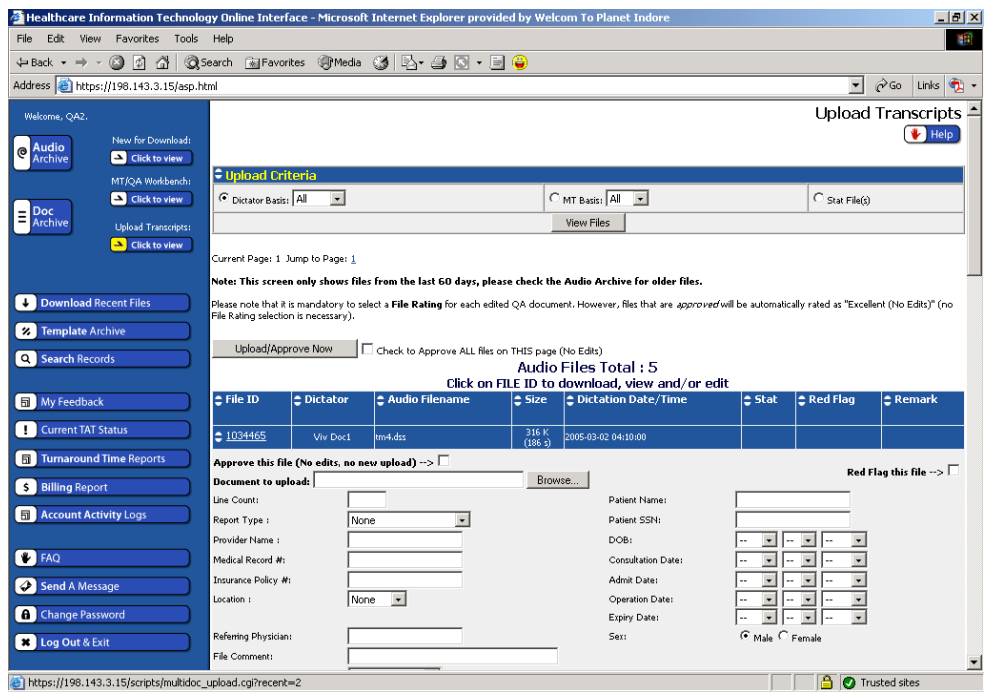 Healthcare Information Technology Online Interface - Microsoft Internet Explorer provided by Welcom To Planet Indore
File Edit View Favorites Tools Help
Back Search Favorites Media
Address https://198.143.3.15/asp.html Go Links
Welcome, QA2.
Audio Archive
New for Download:
Click to view
MT/QA Workbench:
Click to view
Doc Archive
Upload Transcripts:
Click to view
Download Recent Files
Template Archive
Search Records
My Feedback
Current TAT Status
Turnaround Time Reports
Billing Report
Account Activity Logs
FAQ
Send A Message
Change Password
Log Out & Exit
Upload Transcripts
Help
Upload Criteria
Dictator Basis: All MT Basis: All Stat File(s)
View Files
Current Page: 1 Jump to Page: 1
Note: This screen only shows files from the last 60 days, please check the Audio Archive for older files.
Please note that it is mandatory to select a File Rating for each edited QA document. However, files that are approved will be automatically rated as "Excellent (No Edits)" (no
File Rating selection is necessary).
Upload/Approve Now Check to Approve ALL files on THIS page (No Edits)
Audio Files Total : 5
Click on FILE ID to download, view and/or edit
File ID Dictator Audio Filename Size Dictation Date/Time Stat Red Flag Remark
1034465 Viv Doc1 tm4.dss 316 K (186 s) 2005-03-02 04:10:00
Approve this file (No edits, no new upload) -->
Red Flag this file -->
Document to upload: Browse...
Line Count: Patient Name:
Report Type : None Patient SSN:
Provider Name : DOB: -- -- --
Medical Record #: Consultation Date: -- -- --
Insurance Policy #: Admit Date: -- -- --
Location : None Operation Date: -- -- --
Expiry Date: -- -- --
Referring Physician: Sex: Male Female
File Comment:
https://198.143.3.15/scripts/multidoc_upload.cgi?recent=2 Trusted sites